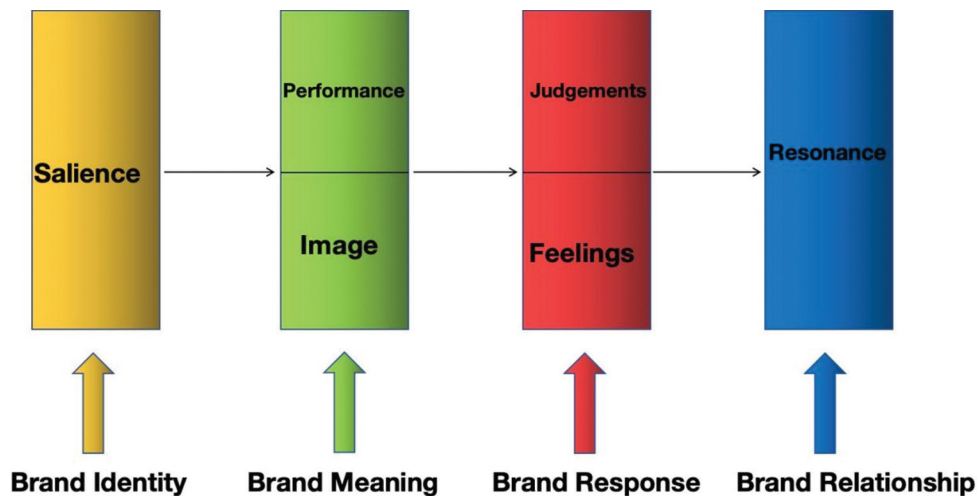 Salience
Performance
Image
Judgements
Feelings
Resonance
Brand Identity
Brand Meaning
Brand Response
Brand Relationship